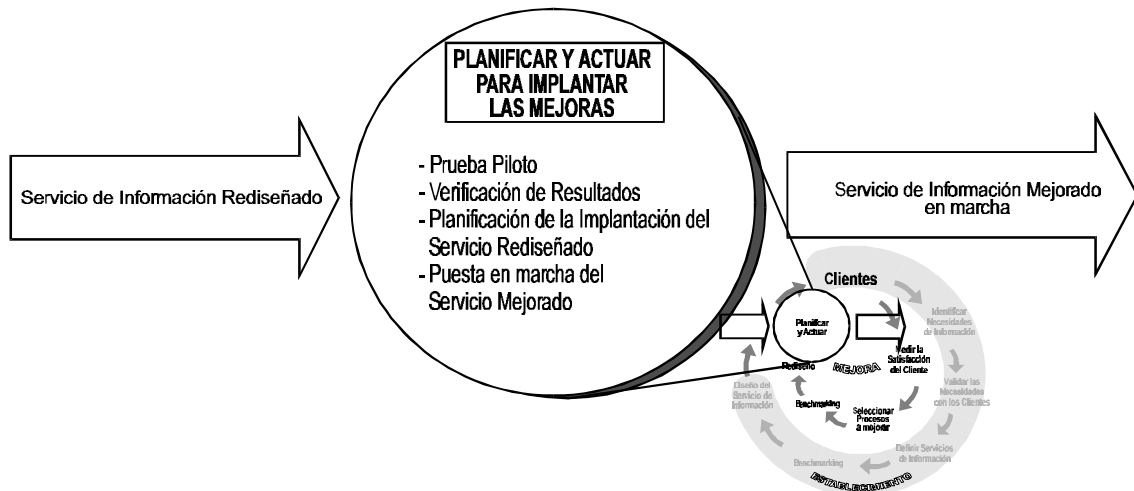 PLANIFICAR Y ACTUAR
PARA IMPLANTAR
LAS MEJORAS
- Prueba Piloto
- Verificación de Resultados
- Planificación de la Implantación del
Servicio Rediseñado
- Puesta en marcha del
Servicio Mejorado
Servicio de Información Rediseñado
Servicio de Información Mejorado
en marcha
Clientes
Planificar
y Actuar
Identificar
Necesidades
de Información
Medir la
Satisfacción
del Cliente
MEJORA
Rediseño
Benchmarking
Seleccionar
Procesos
a mejorar
Validar las
Necesidades
con los Clientes
Diseño del
Servicio de
Información
Definir Servicios
de Información
Benchmarking
ESTABLECIMIENTO